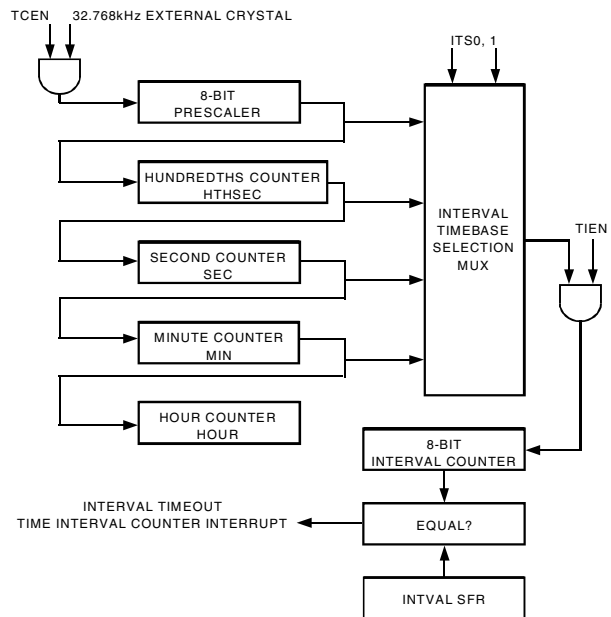 TCEN 32.768kHz EXTERNAL CRYSTAL
ITS0, 1
8-BIT
PRESCALER
HUNDREDTHS COUNTER
HTHSEC
INTERVAL
TIMEBASE
SELECTION
MUX
TIEN
SECOND COUNTER
SEC
MINUTE COUNTER
MIN
HOUR COUNTER
HOUR
8-BIT
INTERVAL COUNTER
INTERVAL TIMEOUT
TIME INTERVAL COUNTER INTERRUPT
EQUAL?
INTVAL SFR